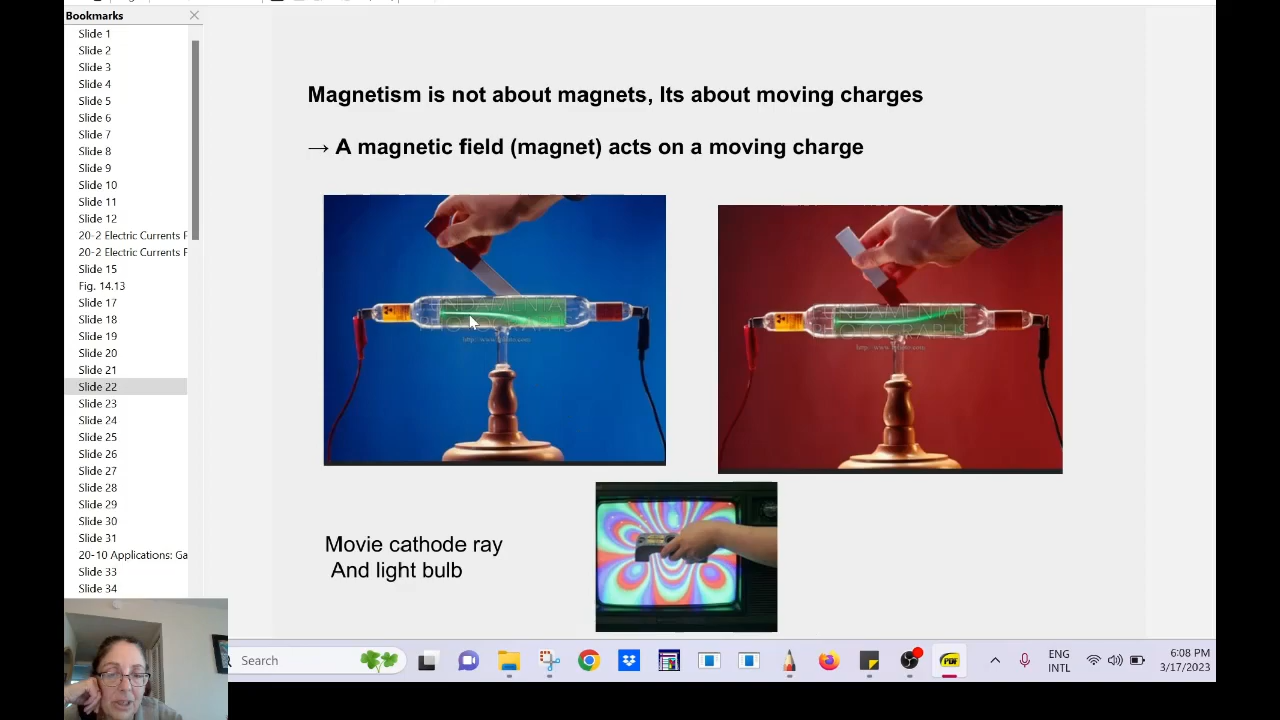 Bookmarks
Slide 1
Slide 2
Slide 3
Slide 4
Slide 5
Slide 6
Slide 7
Slide 8
Slide 9
Slide 10
Slide 11
Slide 12
20-2 Electric Currents F
20-2 Electric Currents F
Slide 15
Fig. 14.13
Slide 17
Slide 18
Slide 19
Slide 20
Slide 21
Slide 22
Slide 23
Slide 24
Slide 25
Slide 26
Slide 27
Slide 28
Slide 29
Slide 30
Slide 31
20-10 Applications: Ga
Slide 33
Slide 34
Magnetism is not about magnets, Its about moving charges
→ A magnetic field (magnet) acts on a moving charge
FUNDAMENTAL
PHOTOGRAPHS
Movie cathode ray
And light bulb
Search
PDF
ENG
INTL
6:08 PM
3/17/2023